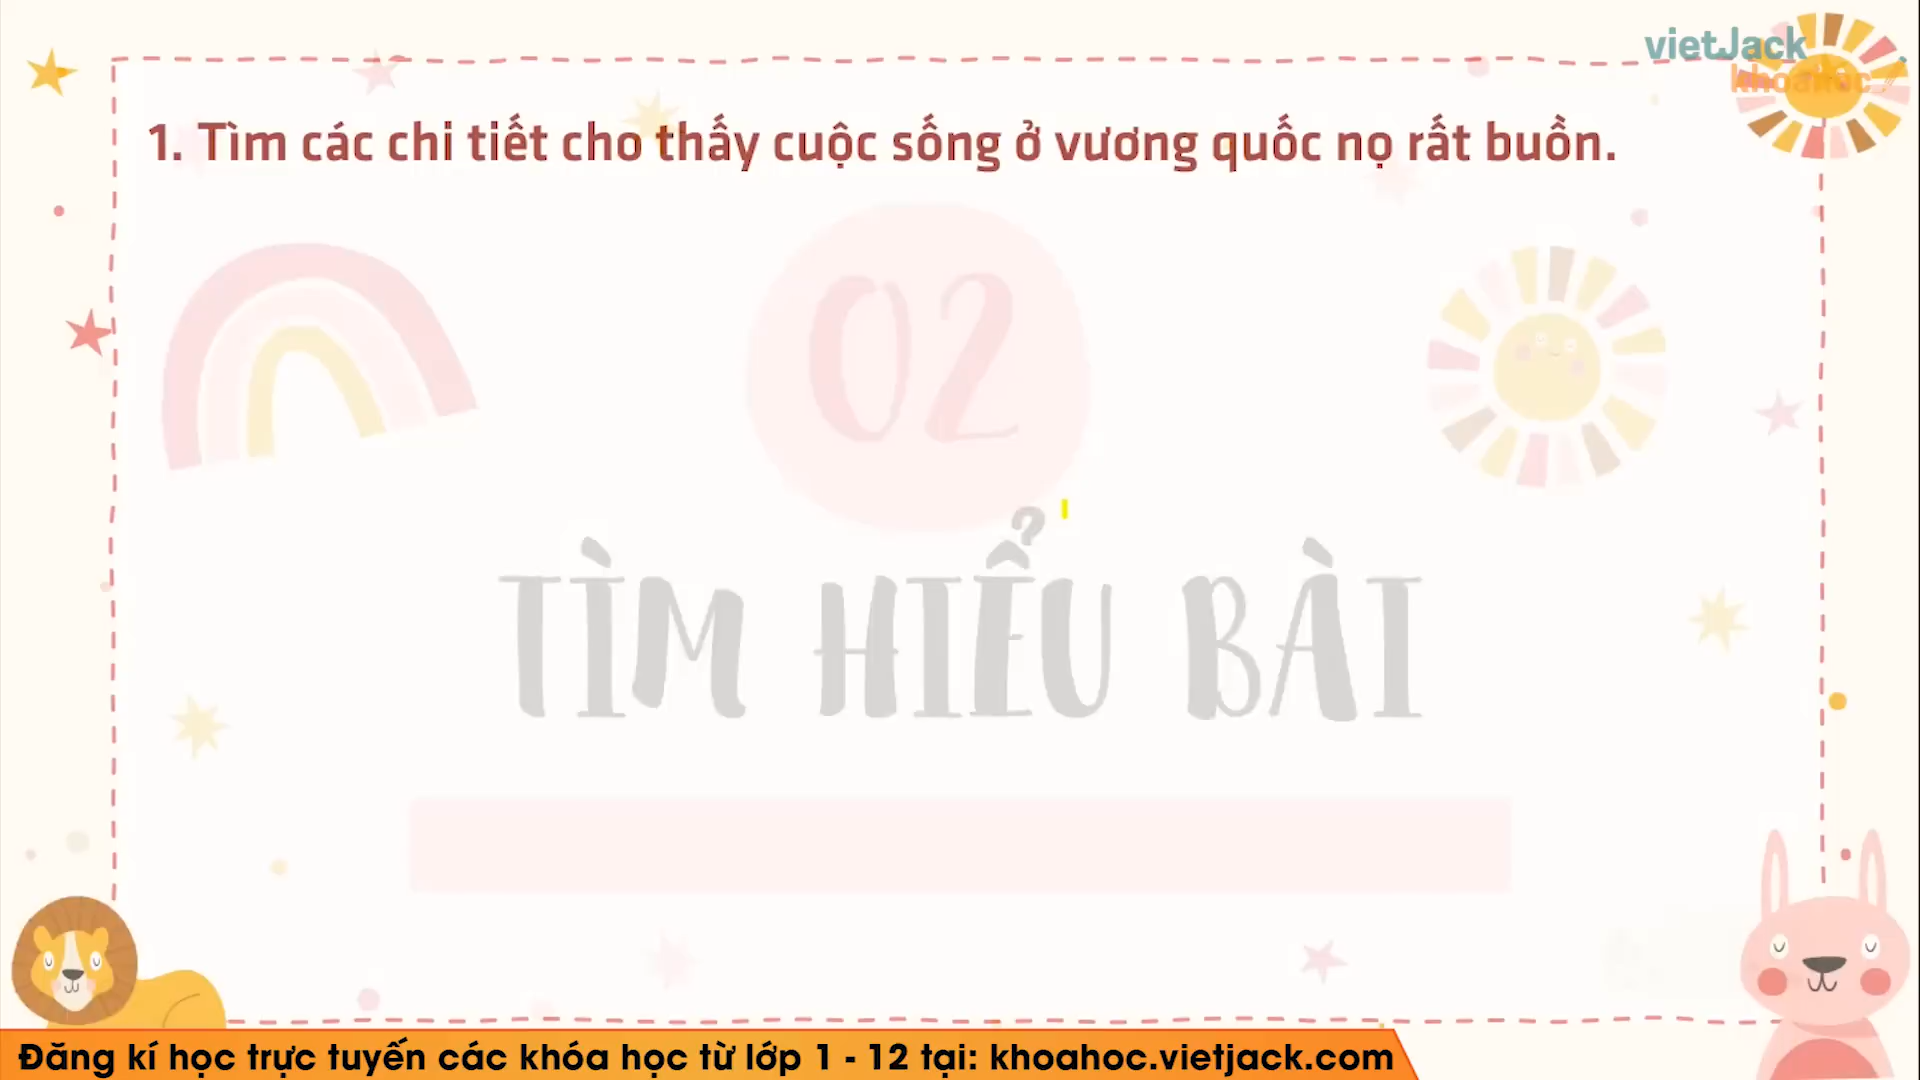 vietJack
khoahoc
1. Tìm các chi tiết cho thấy cuộc sống ở vương quốc nọ rất buồn.
02
TÌM HIỂU BÀI
Đăng kí học trực tuyến các khóa học từ lớp 1 - 12 tại: khoahoc.vietjack.com